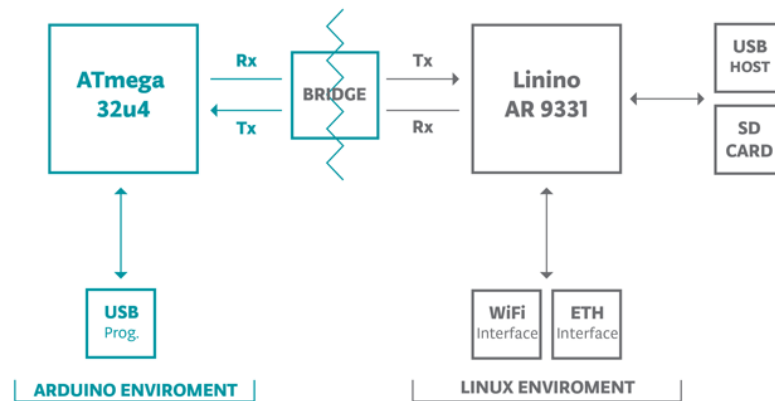 ATmega
32u4
Rx
Tx
BRIDGE
Tx
Rx
Linino
AR 9331
USB
HOST
SD
CARD
USB
Prog.
WiFi
Interface
ETH
Interface
ARDUINO ENVIROMENT
LINUX ENVIROMENT